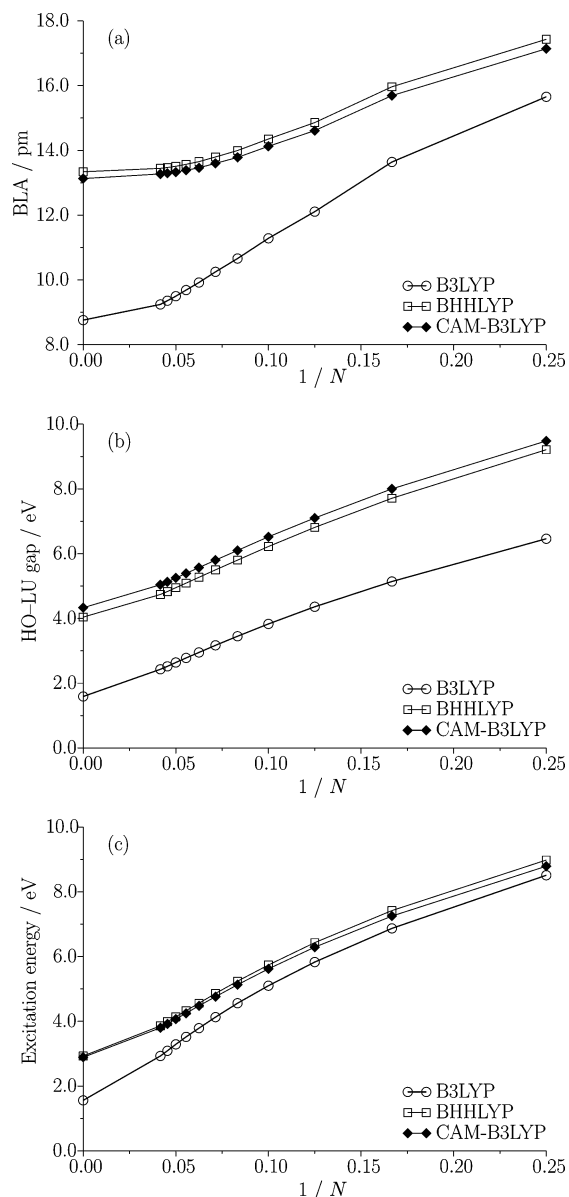 18.0
(a)
16.0
14.0
BLA / pm
12.0
10.0
B3LYP
BHHLYP
CAM-B3LYP
8.0
0.00 0.05 0.10 0.15 0.20 0.25
1 / N
10.0
(b)
8.0
6.0
HO–LU gap / eV
4.0
2.0
B3LYP
BHHLYP
CAM-B3LYP
0.0
0.00 0.05 0.10 0.15 0.20 0.25
1 / N
10.0
(c)
8.0
6.0
Excitation energy / eV
4.0
2.0
B3LYP
BHHLYP
CAM-B3LYP
0.0
0.00 0.05 0.10 0.15 0.20 0.25
1 / N